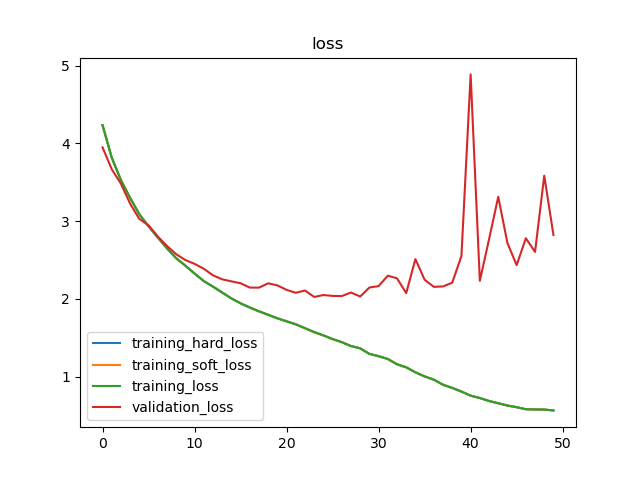 loss
5
4
3
2
1
training_hard_loss
training_soft_loss
training_loss
validation_loss
0 10 20 30 40 50